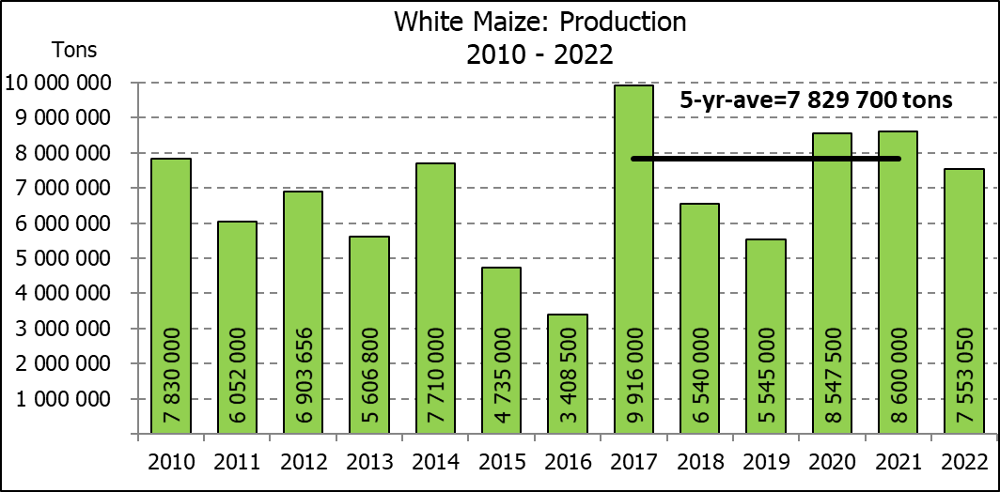 White Maize: Production
2010 - 2022
Tons
5-yr-ave=7 829 700 tons
10 000 000
9 000 000
8 000 000
7 000 000
6 000 000
5 000 000
4 000 000
3 000 000
2 000 000
1 000 000
7 830 000
6 052 000
6 903 656
5 606 800
7 710 000
4 735 000
3 408 500
9 916 000
6 540 000
5 545 000
8 547 500
8 600 000
7 553 050
2010 2011 2012 2013 2014 2015 2016 2017 2018 2019 2020 2021 2022